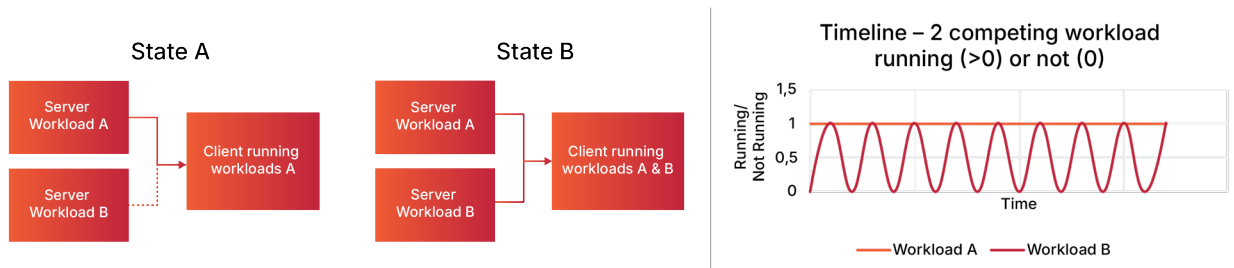 State A
Server
Workload A
Server
Workload B
Client running
workloads A
State B
Server
Workload A
Server
Workload B
Client running
workloads A & B
Timeline – 2 competing workload
running (>0) or not (0)
Running/
Not Running
1,5
1
0,5
0
Time
Workload A
Workload B